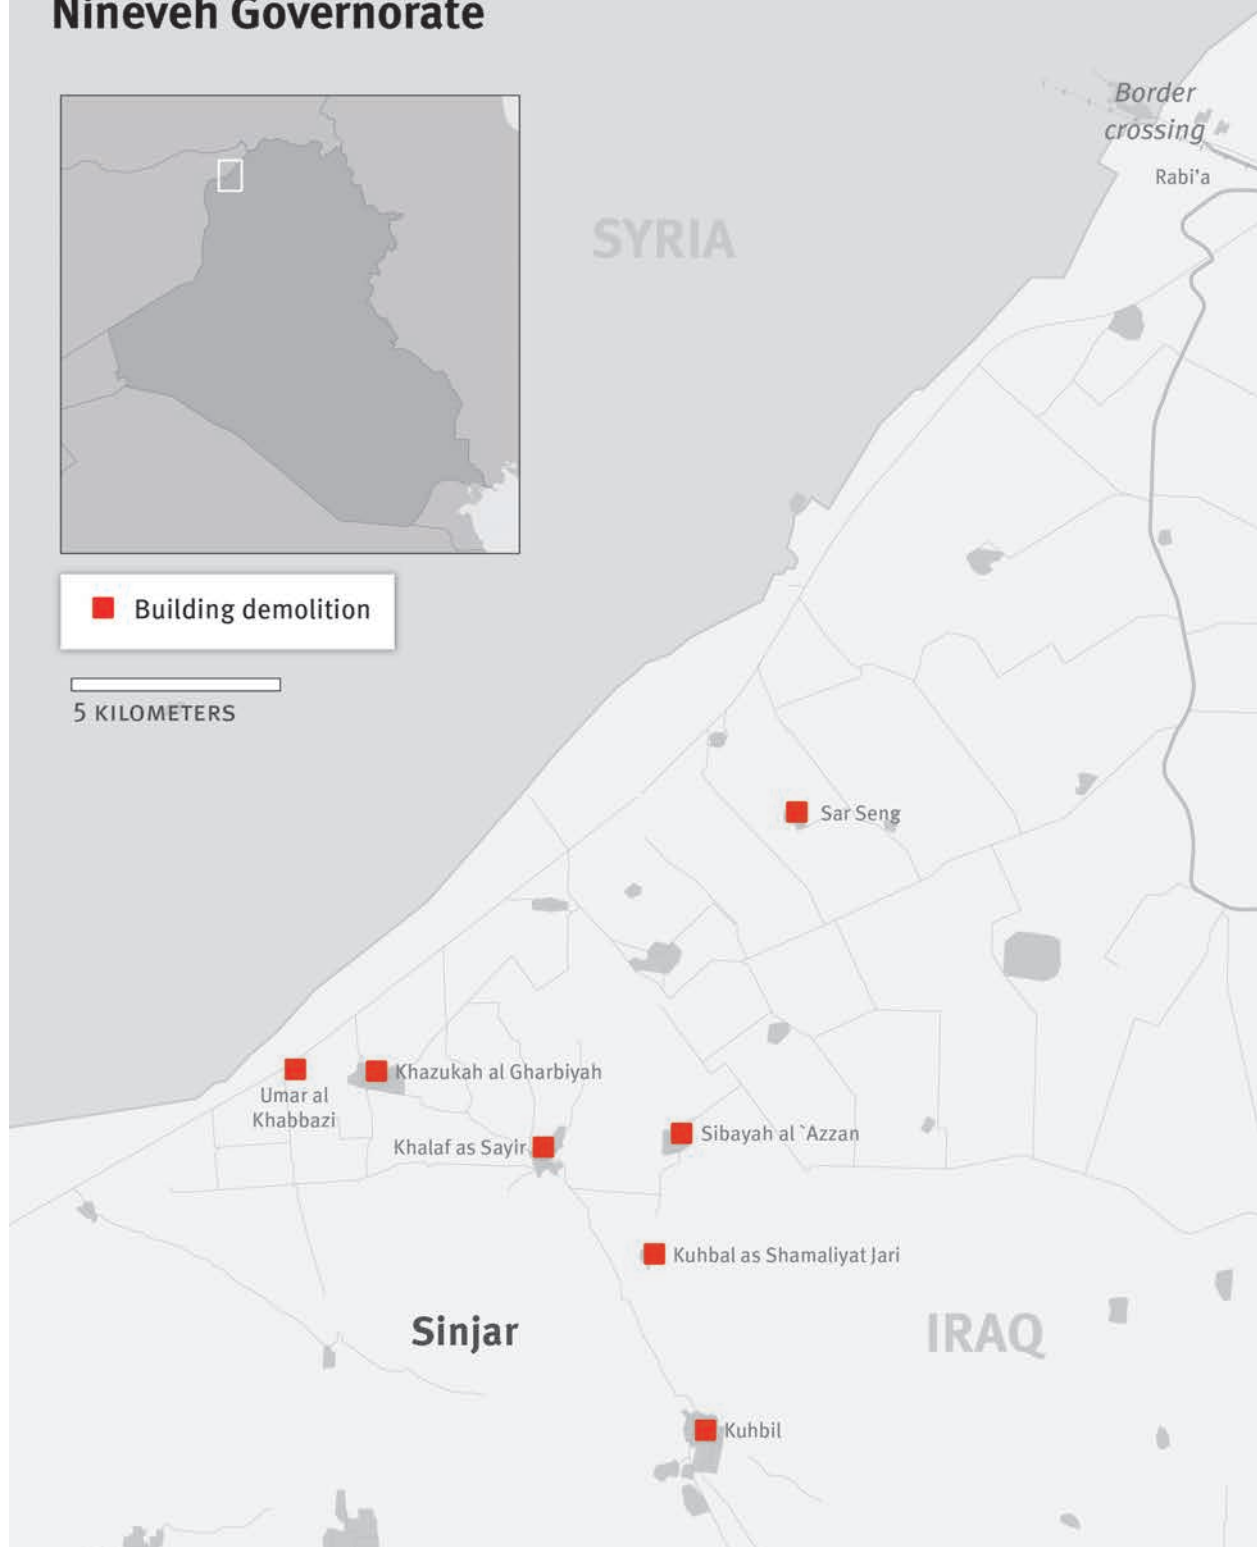 Nineveh Governorate
Border
crossing
Rabi'a
SYRIA
Building demolition
5 KILOMETERS
Sar Seng
Khazukah al Gharbiyah
Umar al
Khabbazi
Khalaf as Sayir
Sibayah al `Azzan
Kuhbal as Shamaliyat Jari
Sinjar
IRAQ
Kuhbil